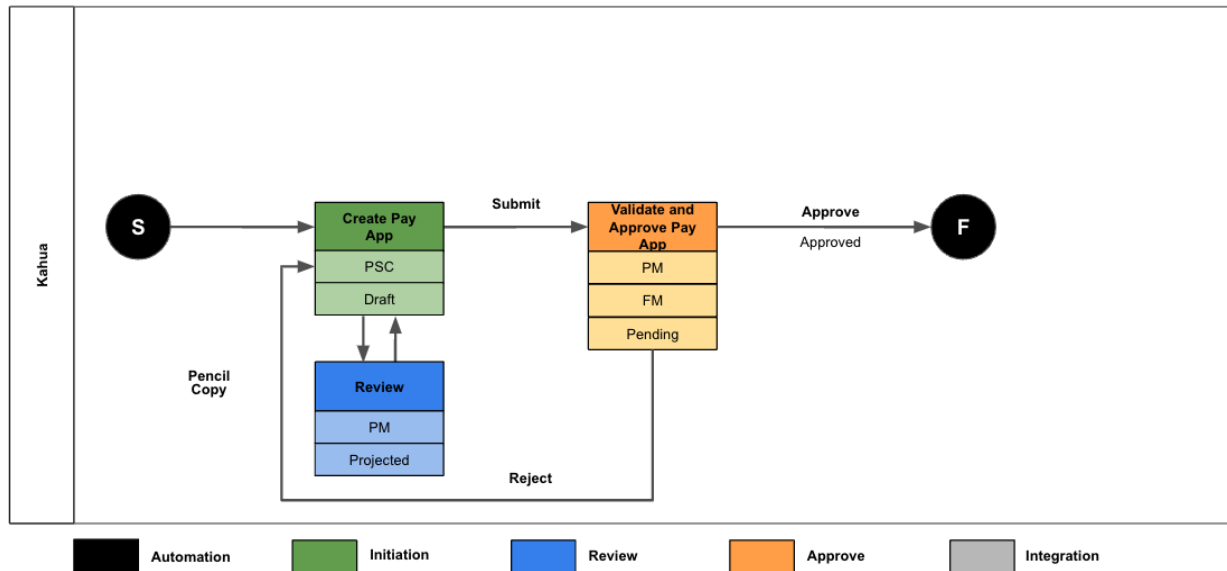 Kahua
S
Create Pay
App
PSC
Draft
Submit
Validate and
Approve Pay
App
PM
FM
Pending
Approve
Approved
F
Pencil
Copy
Review
PM
Projected
Reject
Automation
Initiation
Review
Approve
Integration